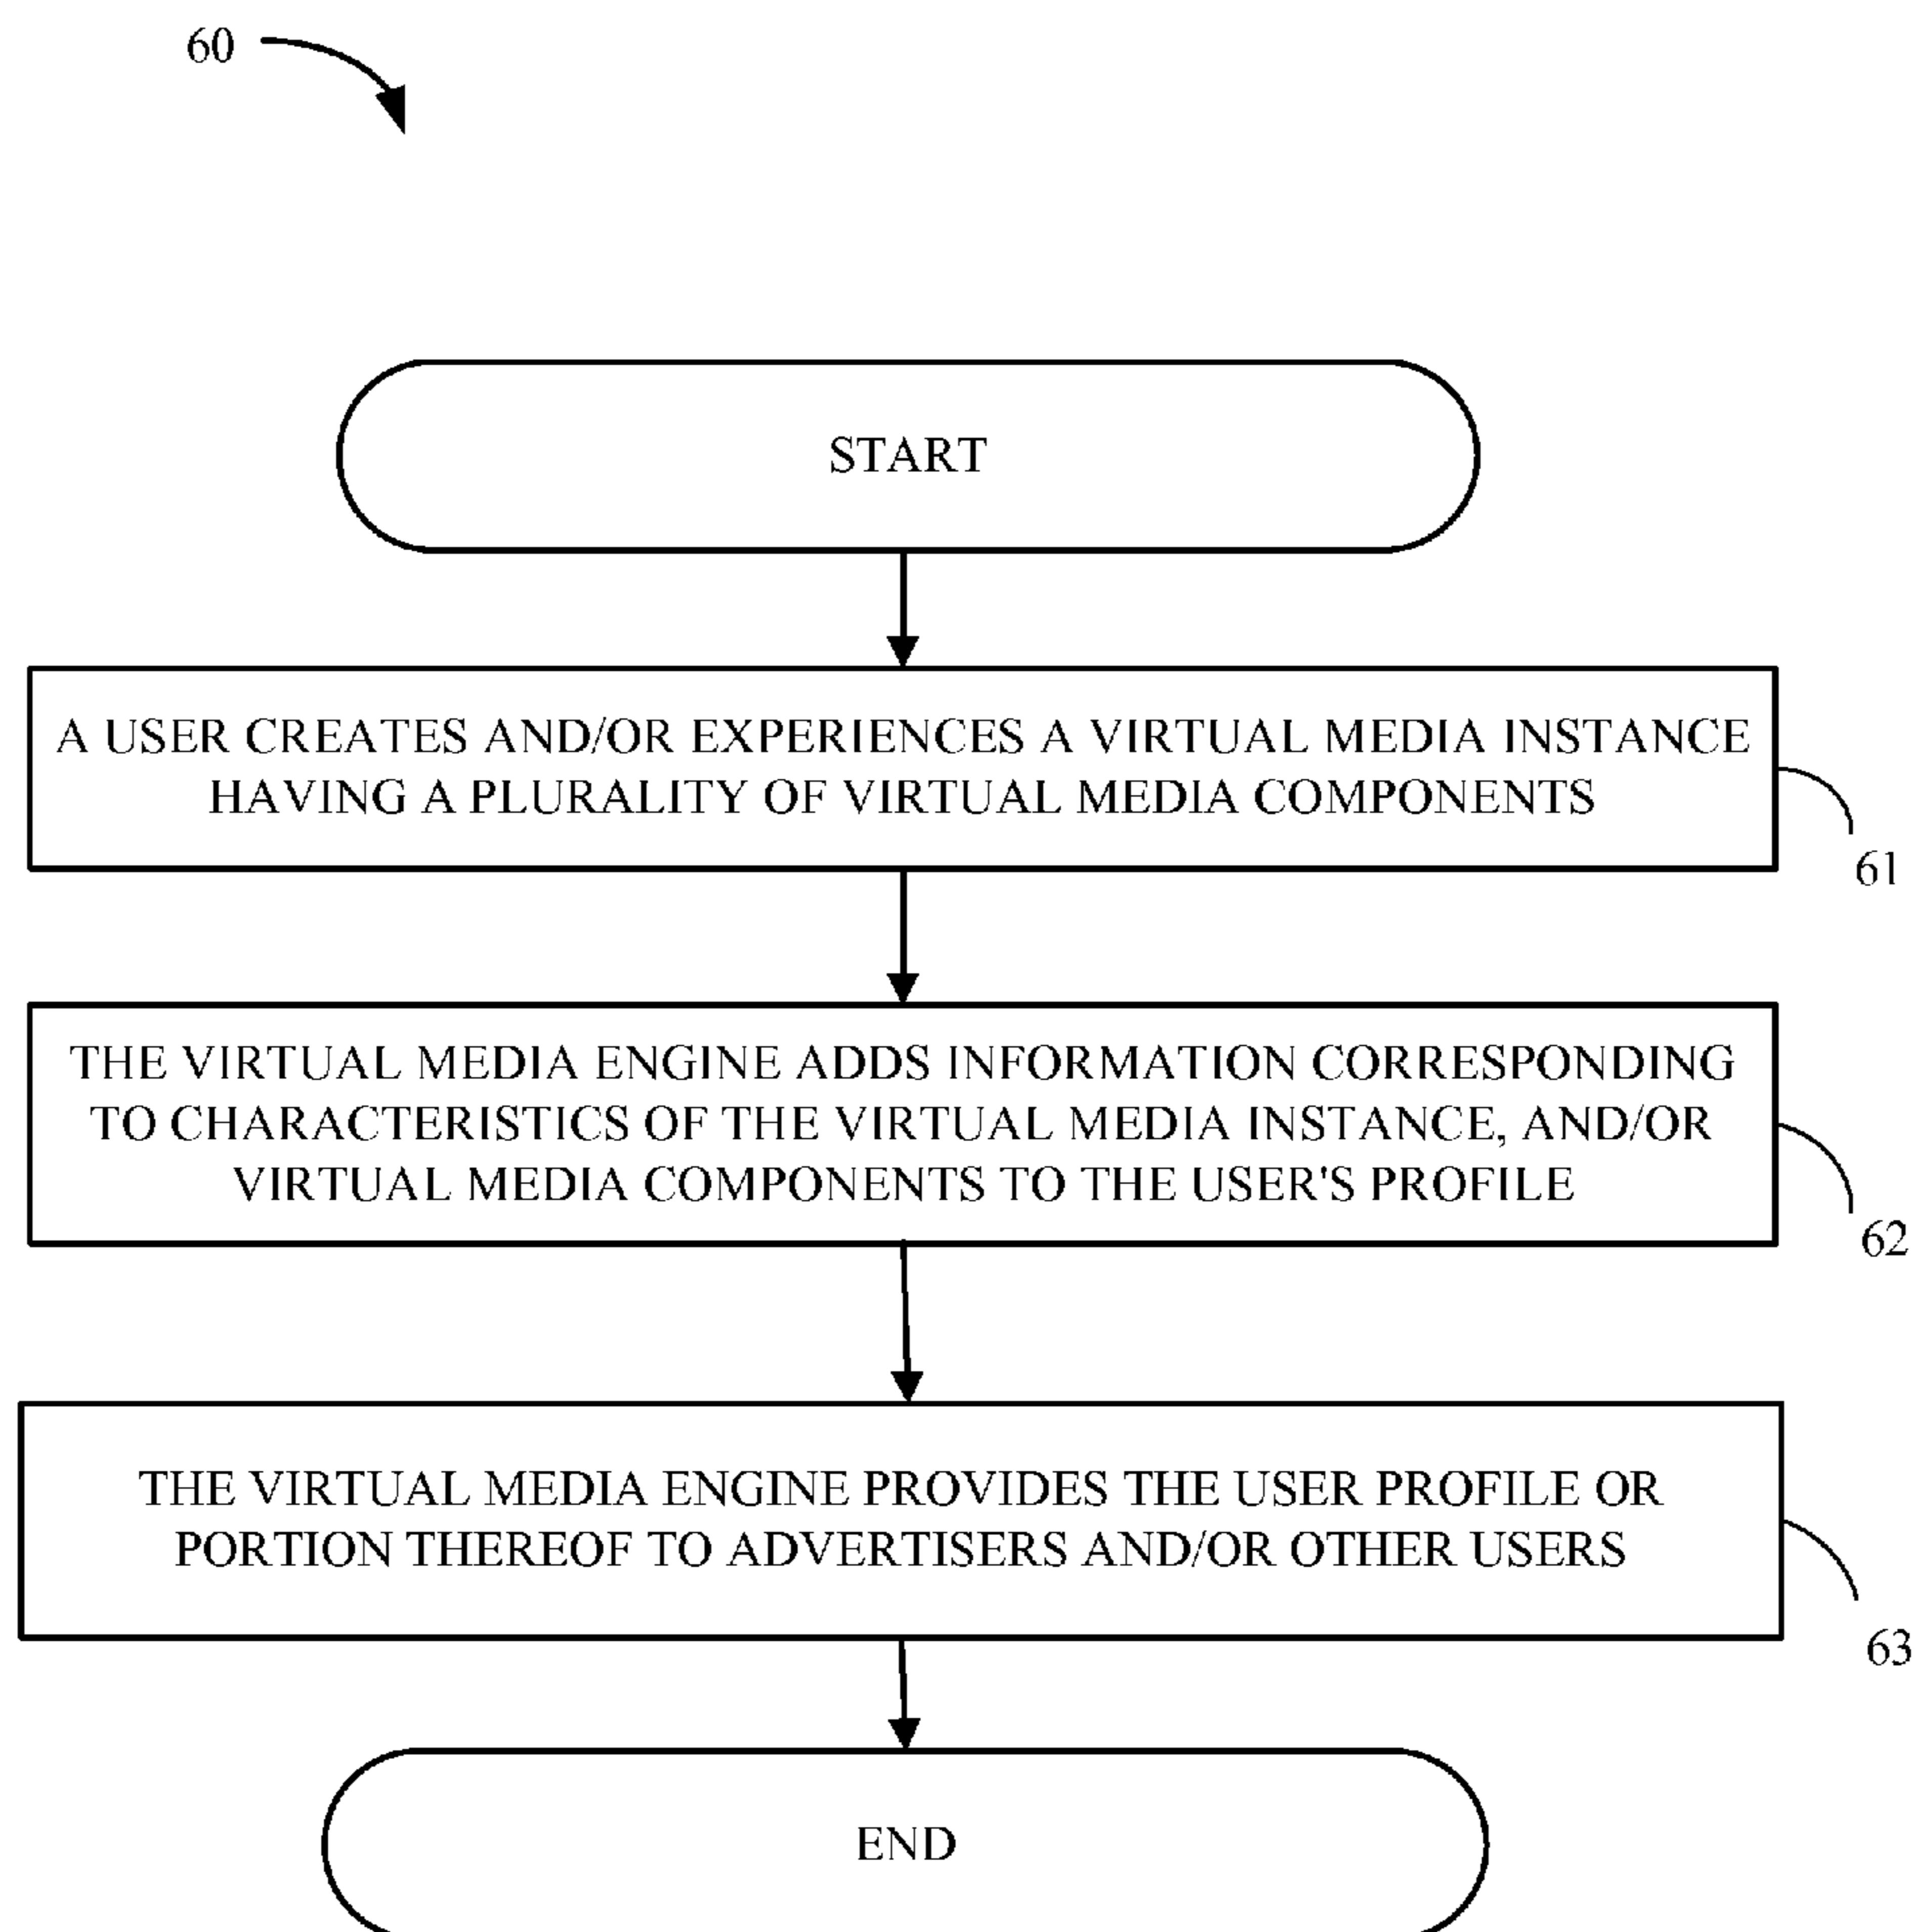 60
START
A USER CREATES AND/OR EXPERIENCES A VIRTUAL MEDIA INSTANCE
HAVING A PLURALITY OF VIRTUAL MEDIA COMPONENTS
61
THE VIRTUAL MEDIA ENGINE ADDS INFORMATION CORRESPONDING
TO CHARACTERISTICS OF THE VIRTUAL MEDIA INSTANCE, AND/OR
VIRTUAL MEDIA COMPONENTS TO THE USER'S PROFILE
62
THE VIRTUAL MEDIA ENGINE PROVIDES THE USER PROFILE OR
PORTION THEREOF TO ADVERTISERS AND/OR OTHER USERS
63
END